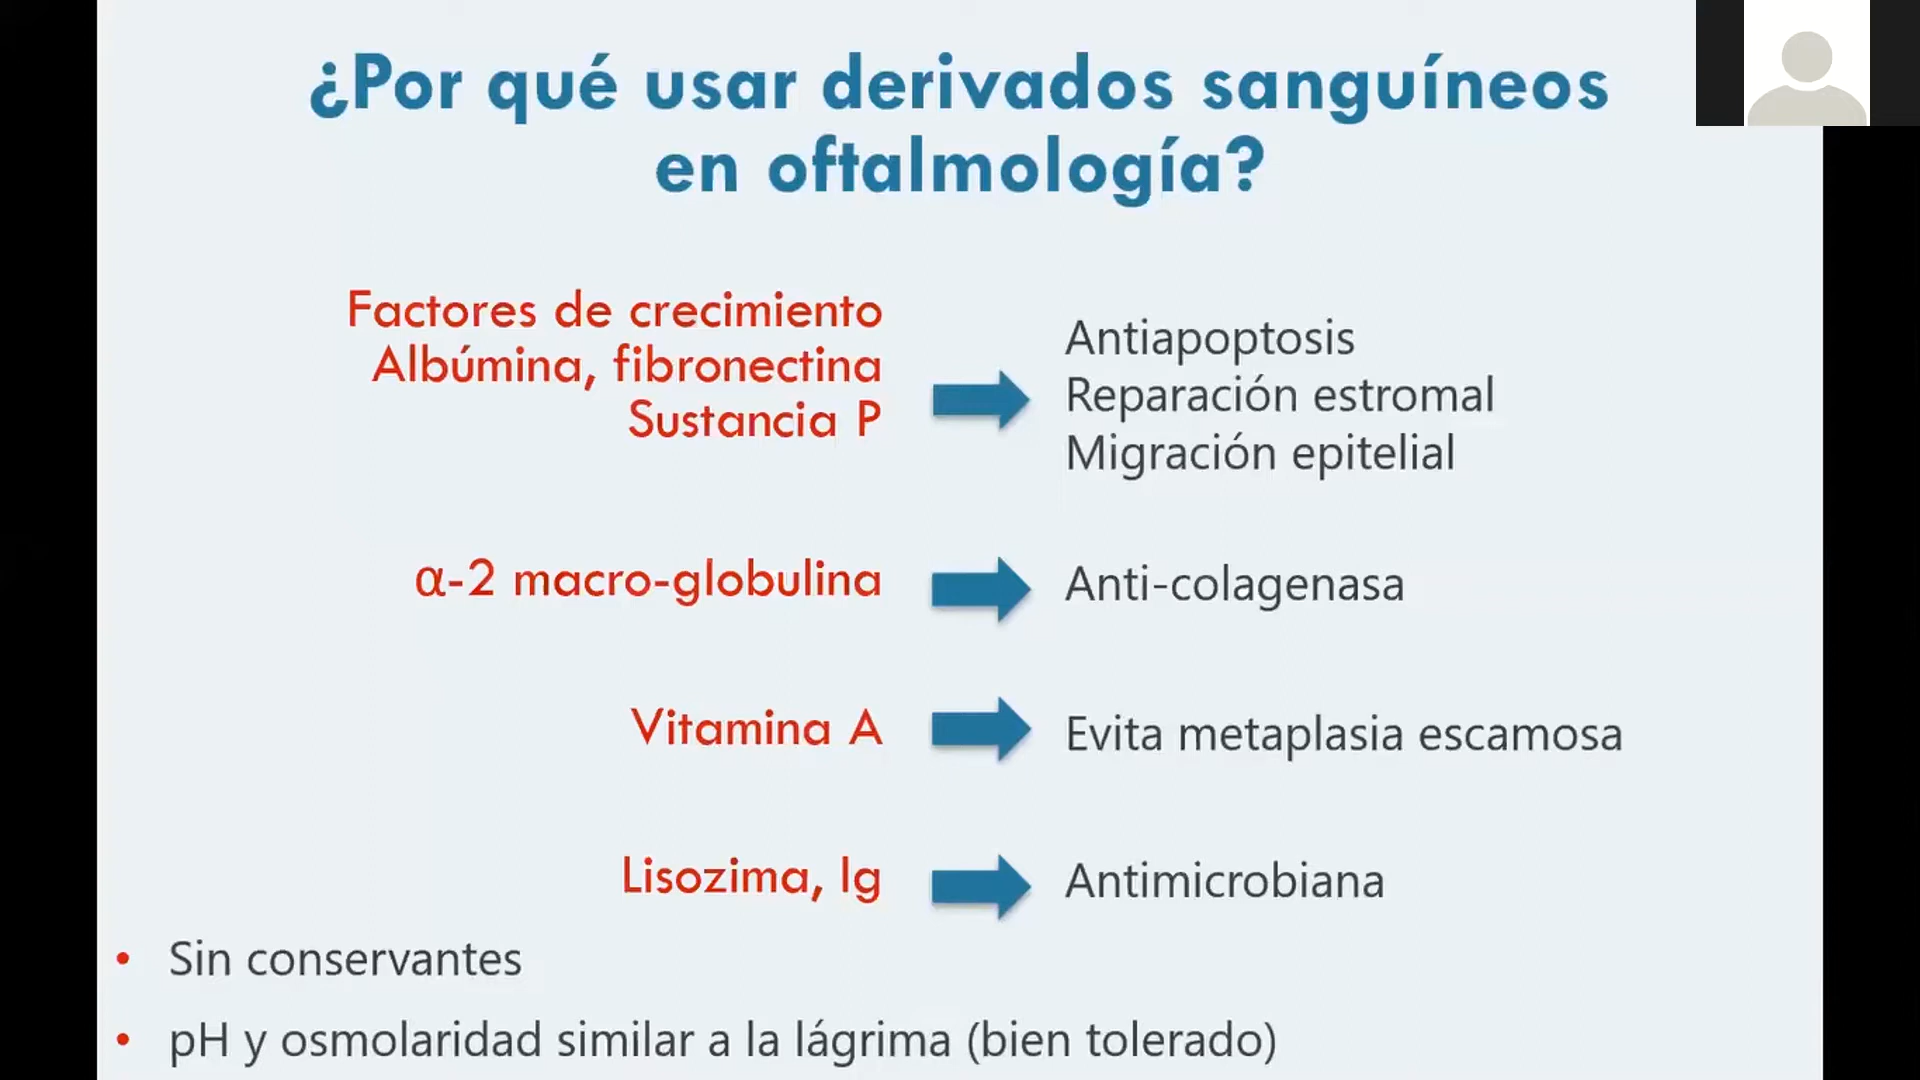 ¿Por qué usar derivados sanguíneos
en oftalmología?
Factores de crecimiento
Albúmina, fibronectina
Sustancia P
Antiapoptosis
Reparación estromal
Migración epitelial
α-2 macro-globulina
Anti-colagenasa
Vitamina A
Evita metaplasia escamosa
Lisozima, Ig
Antimicrobiana
• Sin conservantes
• pH y osmolaridad similar a la lágrima (bien tolerado)